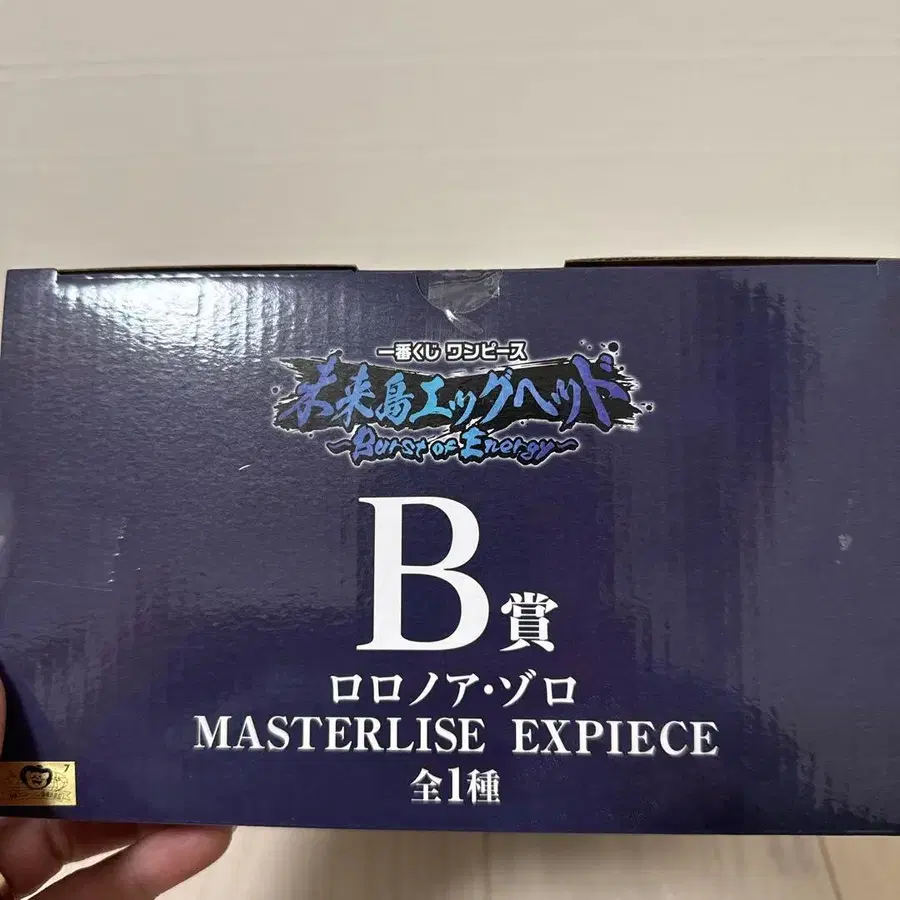 一番くじ ワンピース
未来島エッグヘッド
~Burst of Energy~
B賞
ロロノア・ゾロ
MASTERLISE EXPIECE
全1種
7